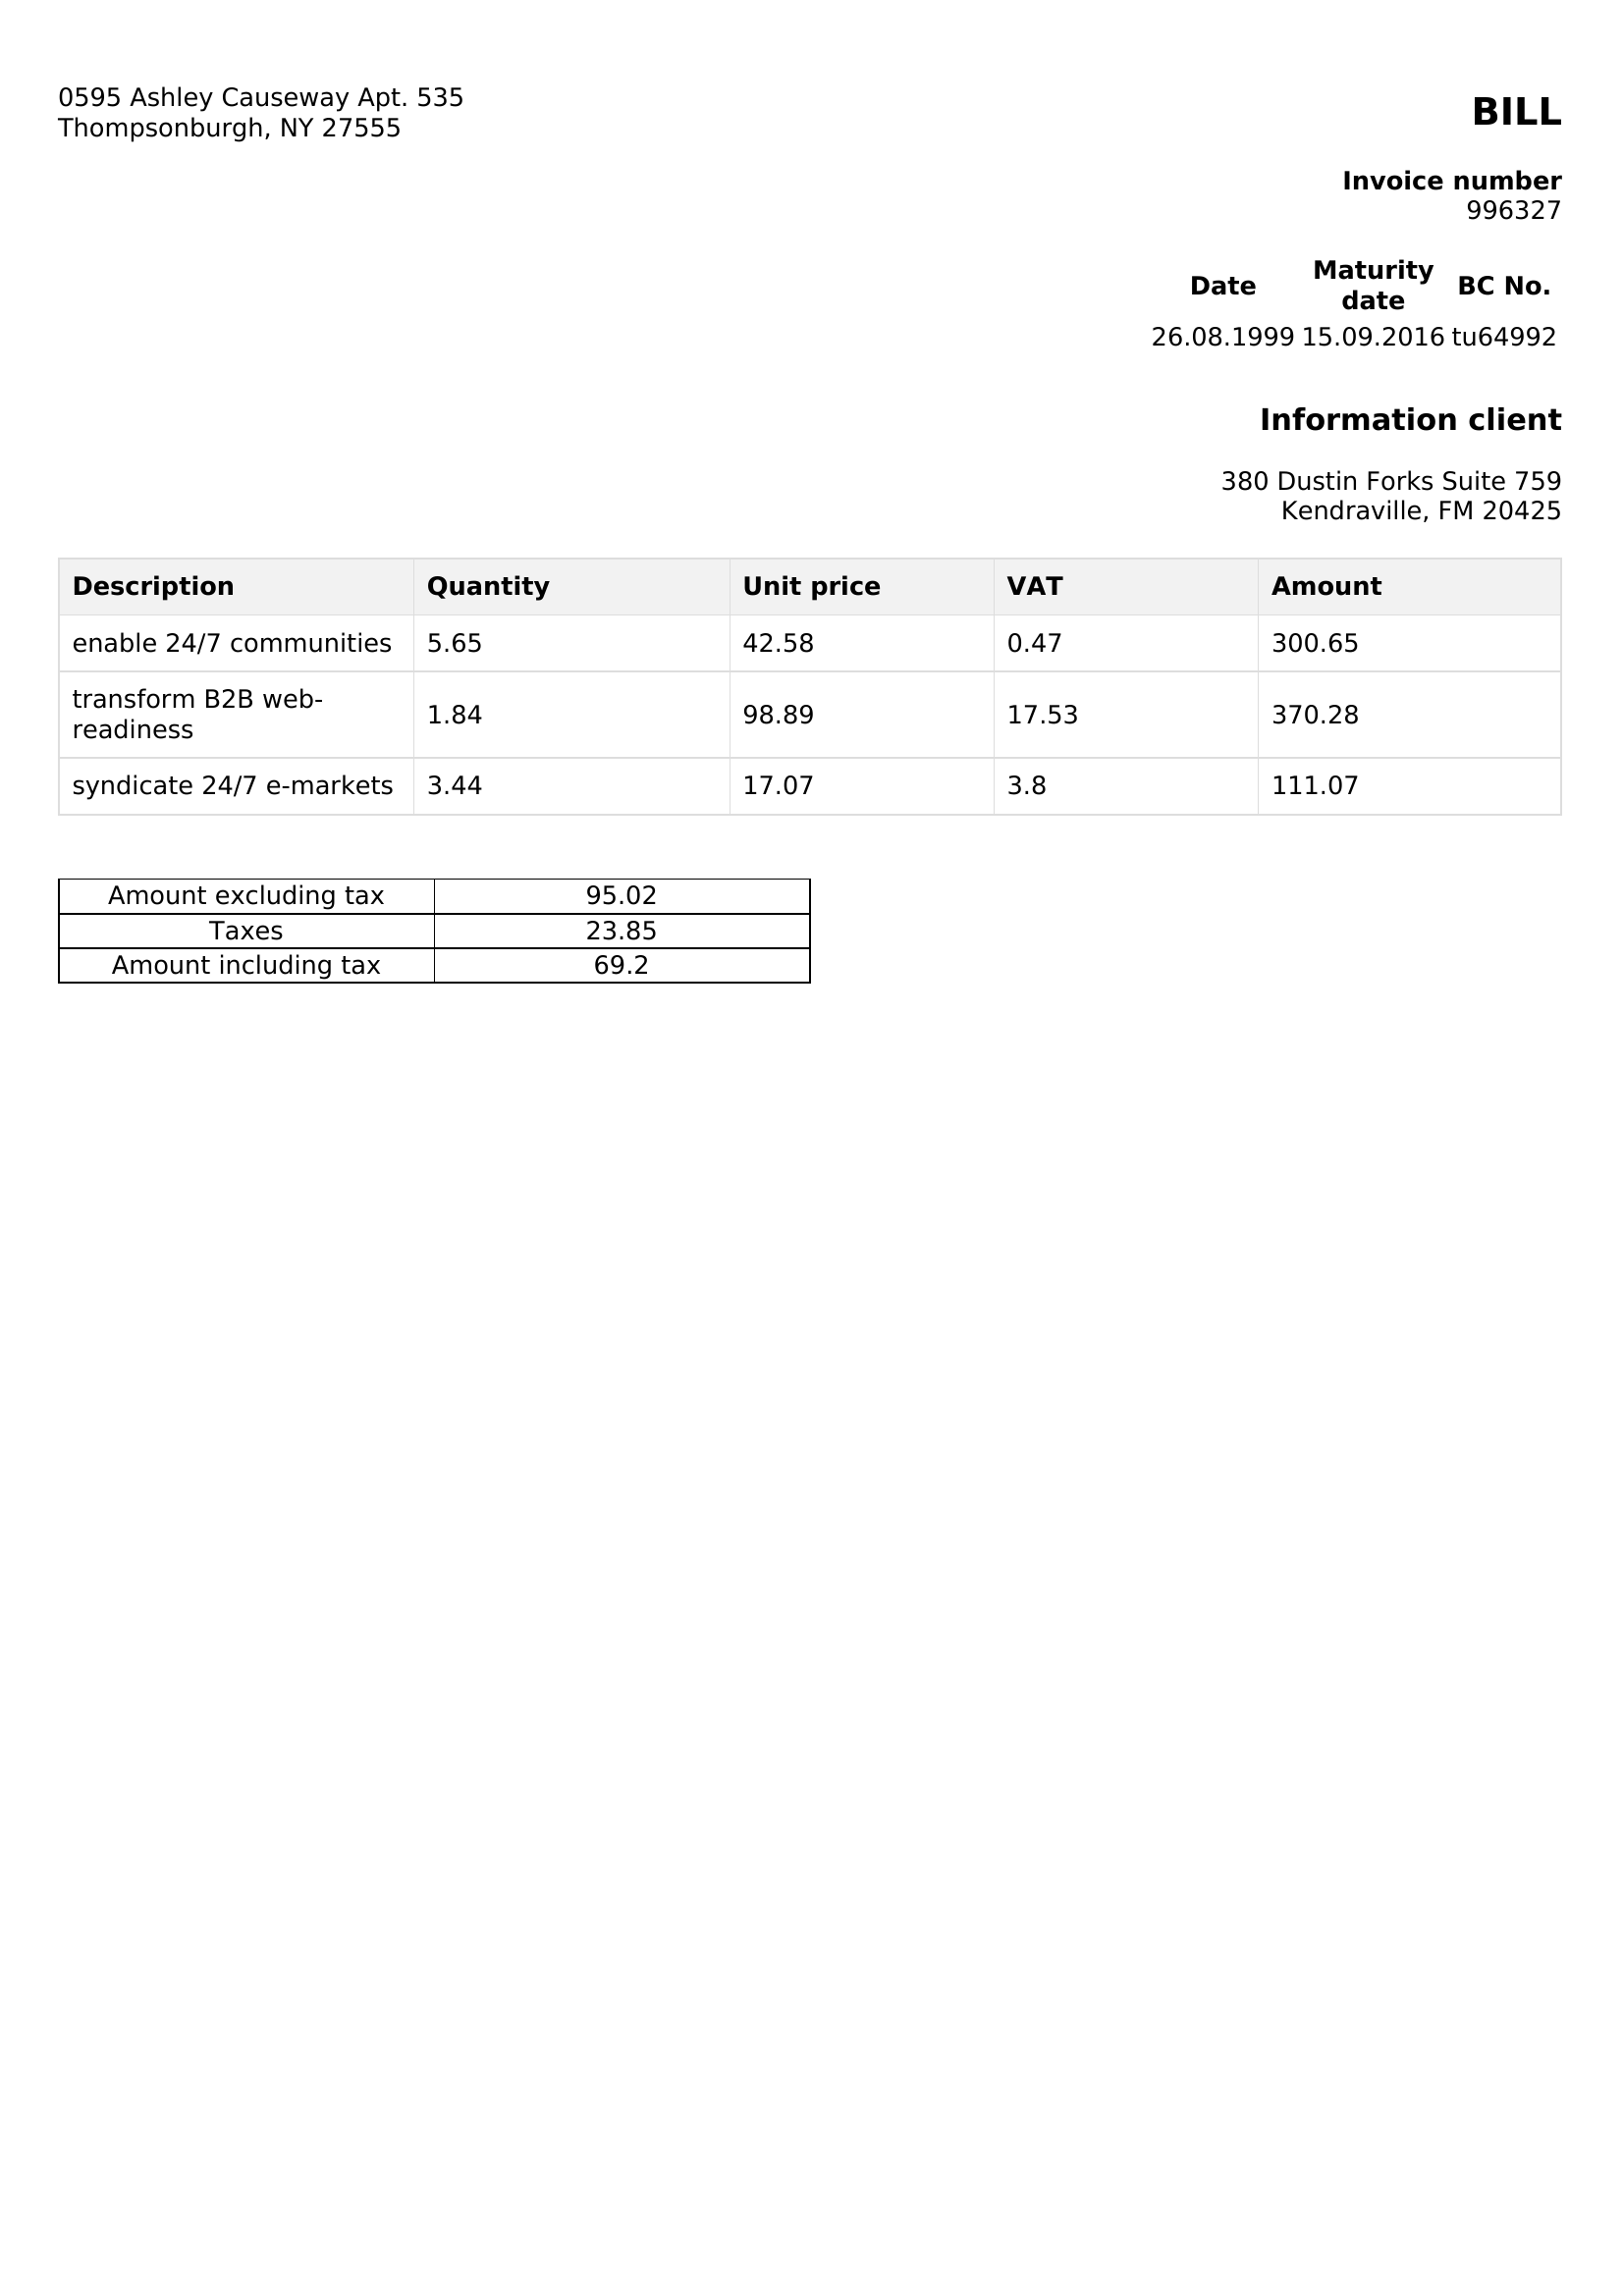 0595 Ashley Causeway Apt. 535
Thompsonburgh, NY 27555
BILL
Invoice number
996327
Date Maturity date BC No.
26.08.1999 15.09.2016 tu64992
Information client
380 Dustin Forks Suite 759
Kendraville, FM 20425
Description Quantity Unit price VAT Amount
enable 24/7 communities 5.65 42.58 0.47 300.65
transform B2B web-
readiness 1.84 98.89 17.53 370.28
syndicate 24/7 e-markets 3.44 17.07 3.8 111.07
Amount excluding tax 95.02
Taxes 23.85
Amount including tax 69.2